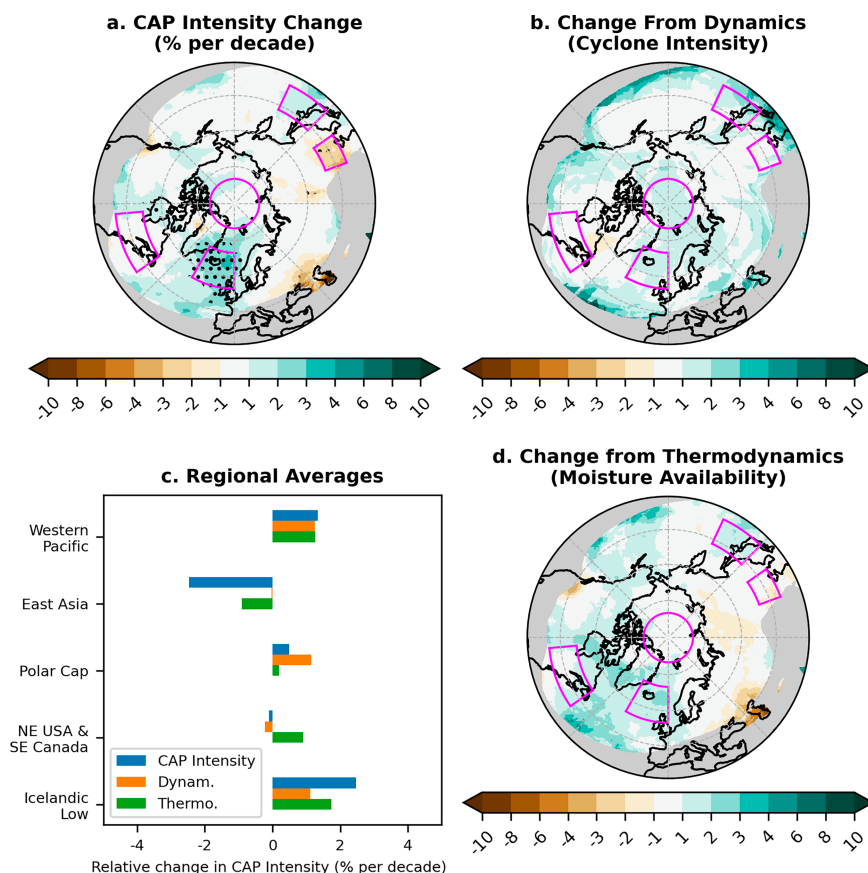 a. CAP Intensity Change
(% per decade)
b. Change From Dynamics
(Cyclone Intensity)
-10 -8 -6 -4 -3 -2 -1 1 2 3 4 6 8 10
-10 -8 -6 -4 -3 -2 -1 1 2 3 4 6 8 10
c. Regional Averages
Western
Pacific
East Asia
Polar Cap
NE USA &
SE Canada
Icelandic
Low
CAP Intensity
Dynam.
Thermo.
-4 -2 0 2 4
Relative change in CAP Intensity (% per decade)
d. Change from Thermodynamics
(Moisture Availability)
-10 -8 -6 -4 -3 -2 -1 1 2 3 4 6 8 10